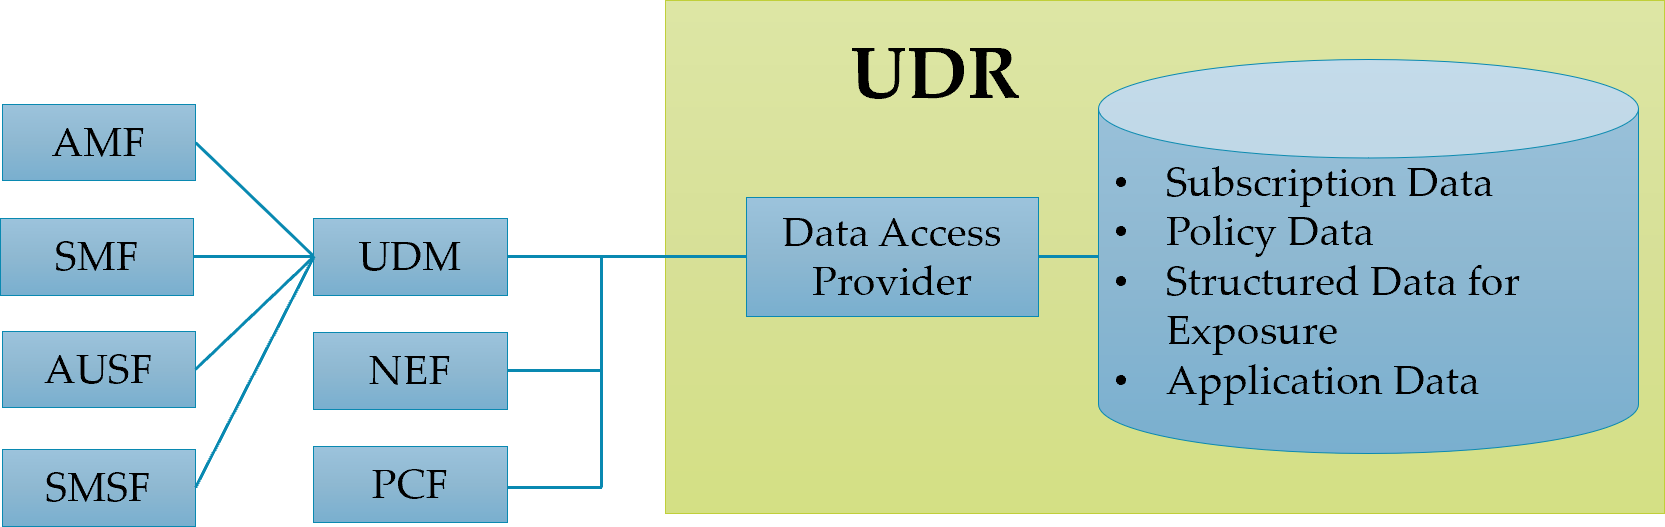 UDR
AMF
SMF
AUSF
SMSF
UDM
NEF
PCF
Data Access
Provider
• Subscription Data
• Policy Data
• Structured Data for
Exposure
• Application Data